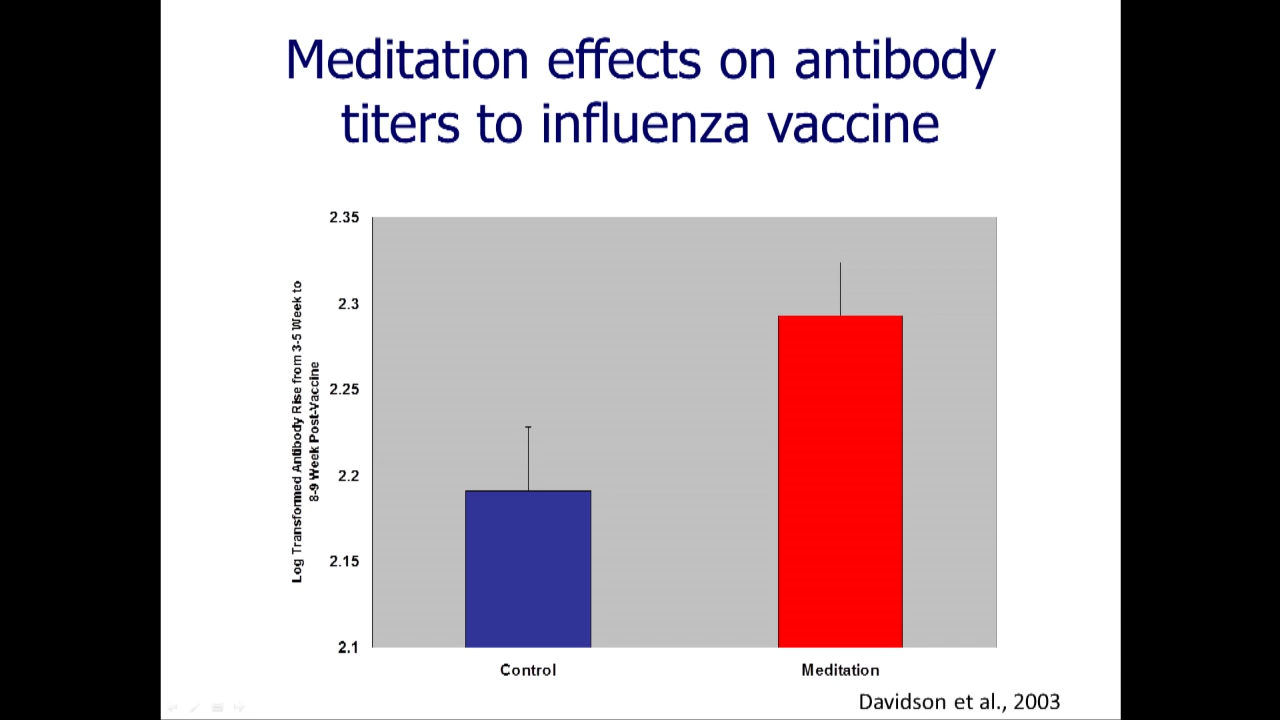 Meditation effects on antibody
titers to influenza vaccine
Log Transformed Antibody Rise from 3-5 Week to
8-9 Week Post-Vaccine
2.35
2.3
2.25
2.2
2.15
2.1
Control
Meditation
Davidson et al., 2003